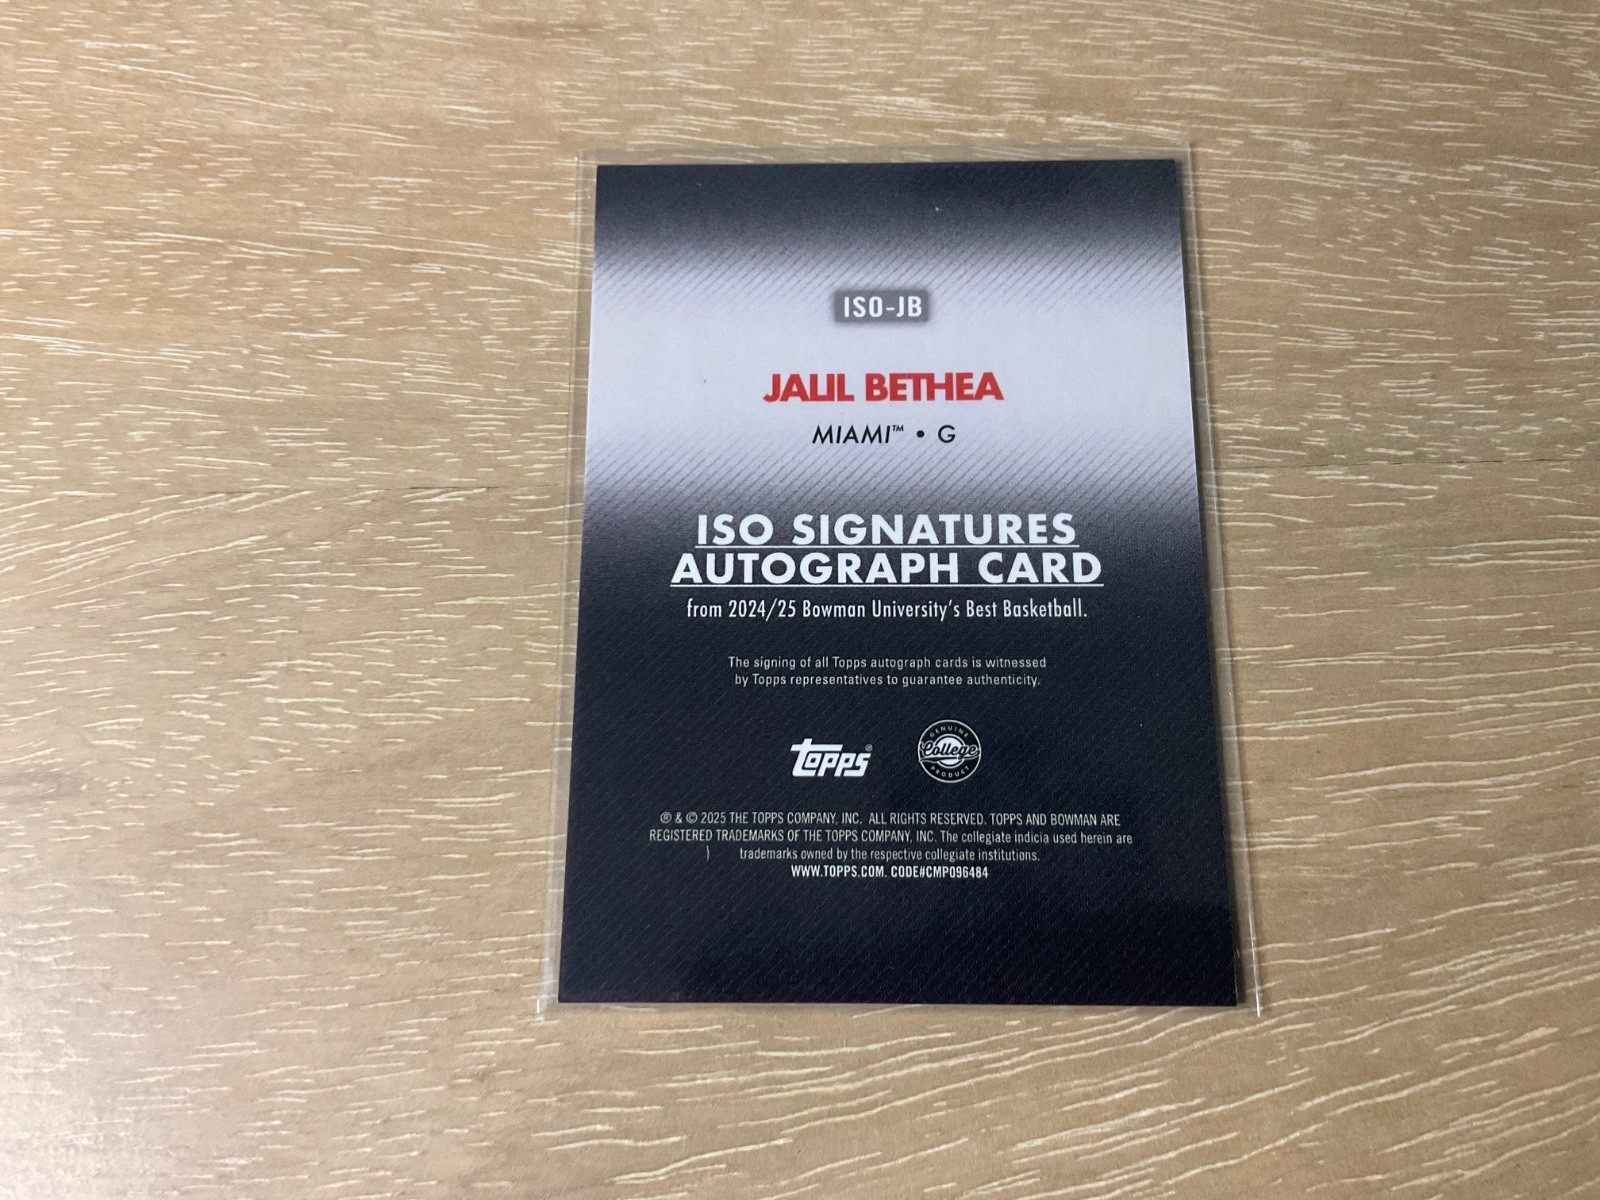 ISO-JB
JALIL BETHEA
MIAMI™ • G
ISO SIGNATURES
AUTOGRAPH CARD
from 2024/25 Bowman University's Best Basketball.
The signing of all Topps autograph cards is witnessed
by Topps representatives to guarantee authenticity.
topps®
GENUINE
College
PRODUCT
® & © 2025 THE TOPPS COMPANY, INC. ALL RIGHTS RESERVED. TOPPS AND BOWMAN ARE
REGISTERED TRADEMARKS OF THE TOPPS COMPANY, INC. The collegiate indicia used herein are
trademarks owned by the respective collegiate institutions.
WWW.TOPPS.COM. CODE#CMP096484